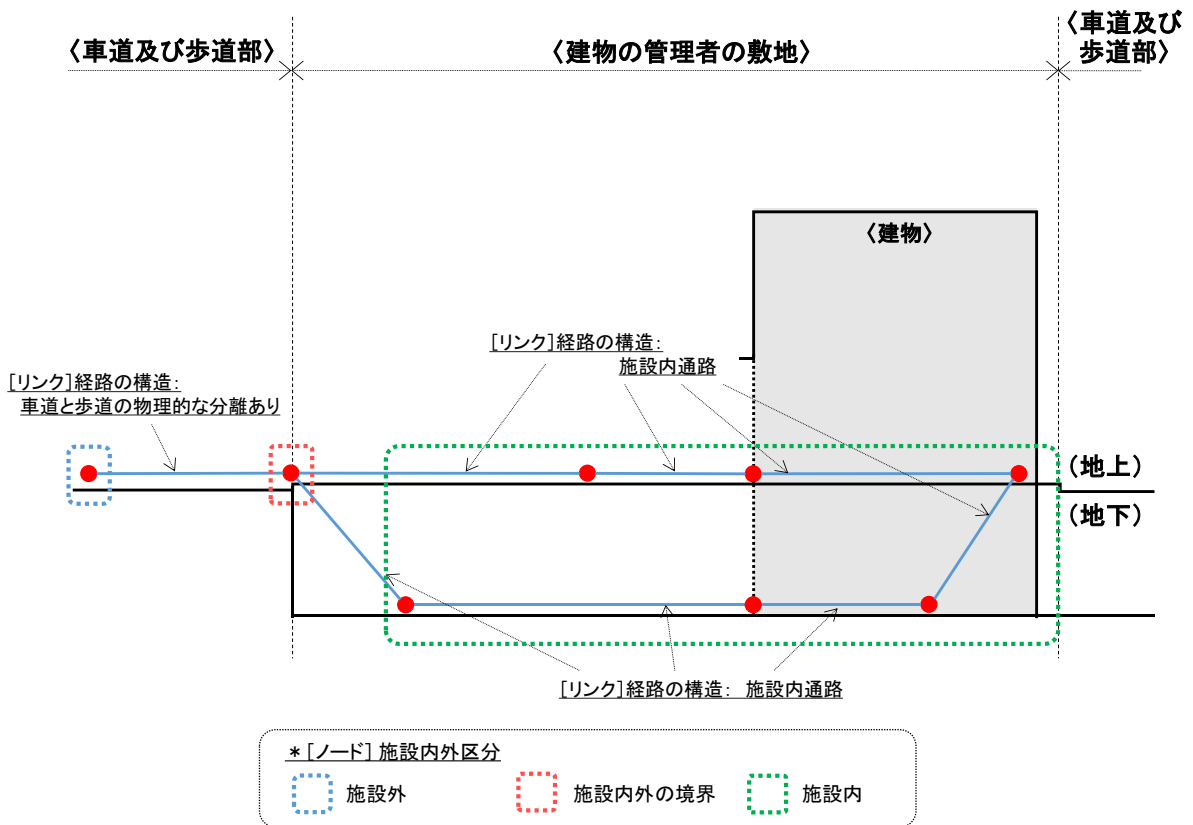 〈車道及び歩道部〉
〈建物の管理者の敷地〉
〈車道及び
歩道部〉
〈建物〉
[リンク]経路の構造：
施設内通路
[リンク]経路の構造：
車道と歩道の物理的な分離あり
（地上）
（地下）
[リンク]経路の構造： 施設内通路
＊[ノード] 施設内外区分
施設外
施設内外の境界
施設内